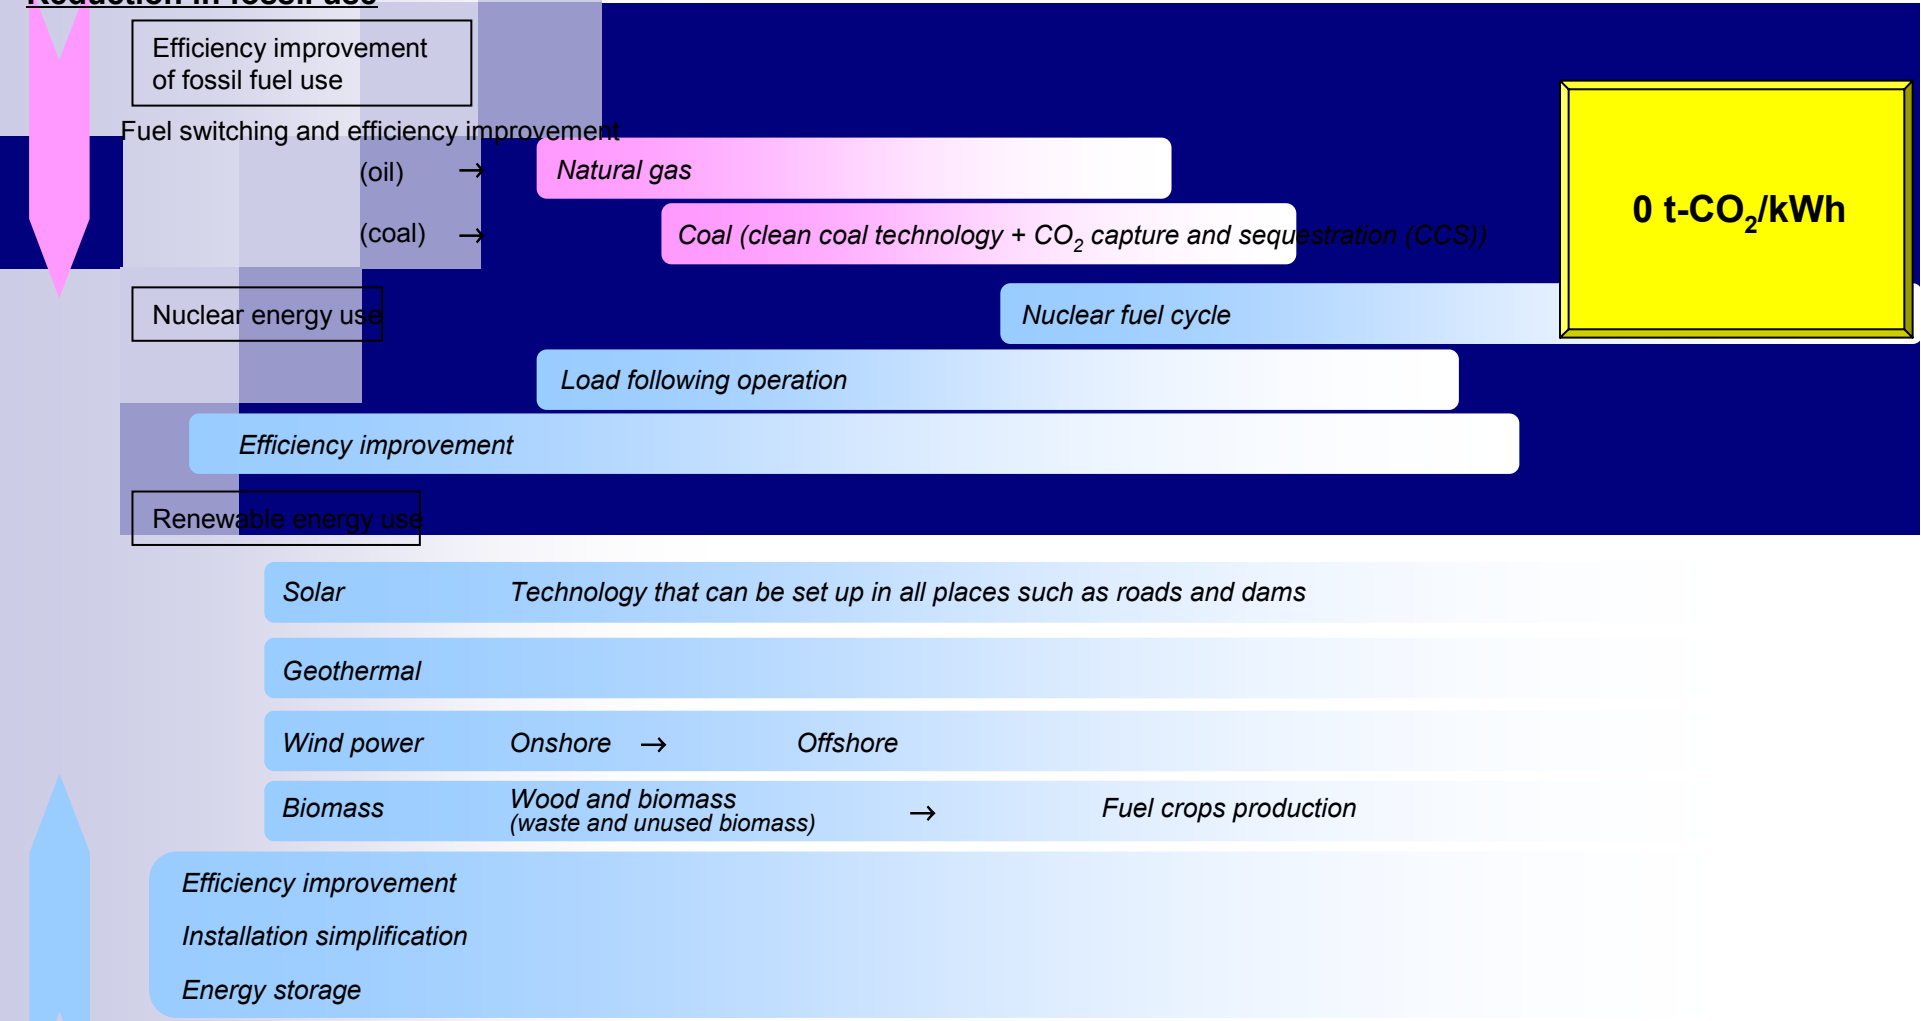 Reduction in fossil use
Efficiency improvement
of fossil fuel use
Fuel switching and efficiency improvement
(oil) → Natural gas
(coal) → Coal (clean coal technology + CO₂ capture and sequestration (CCS))
0 t-CO₂/kWh
Nuclear energy use
Nuclear fuel cycle
Load following operation
Efficiency improvement
Renewable energy use
Solar Technology that can be set up in all places such as roads and dams
Geothermal
Wind power Onshore → Offshore
Biomass Wood and biomass
(waste and unused biomass) → Fuel crops production
Efficiency improvement
Installation simplification
Energy storage